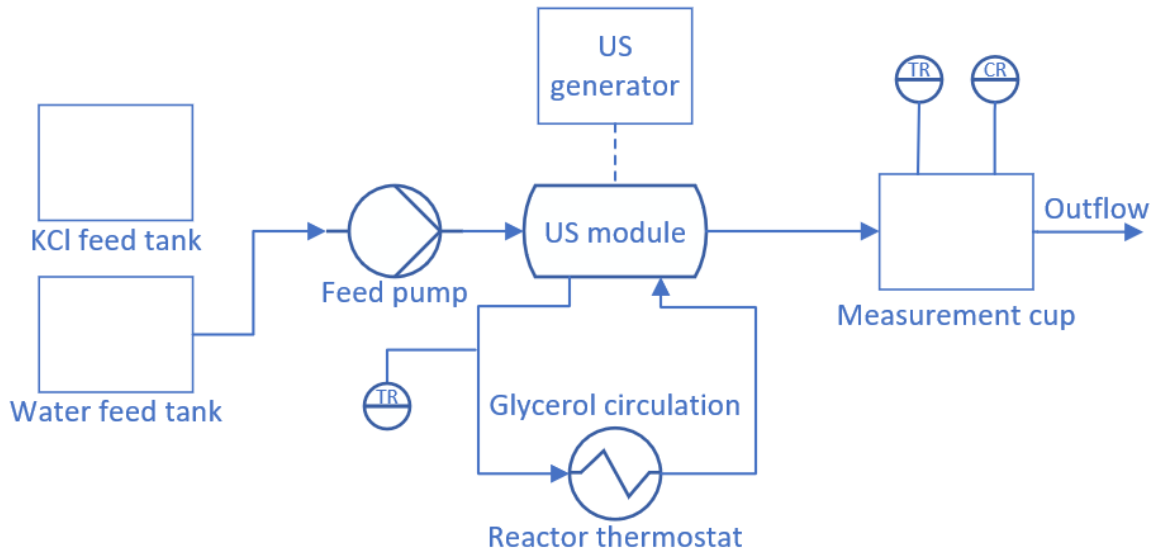 US
generator
TR
CR
KCl feed tank
US module
Outflow
Feed pump
Measurement cup
Water feed tank
TR
Glycerol circulation
Reactor thermostat